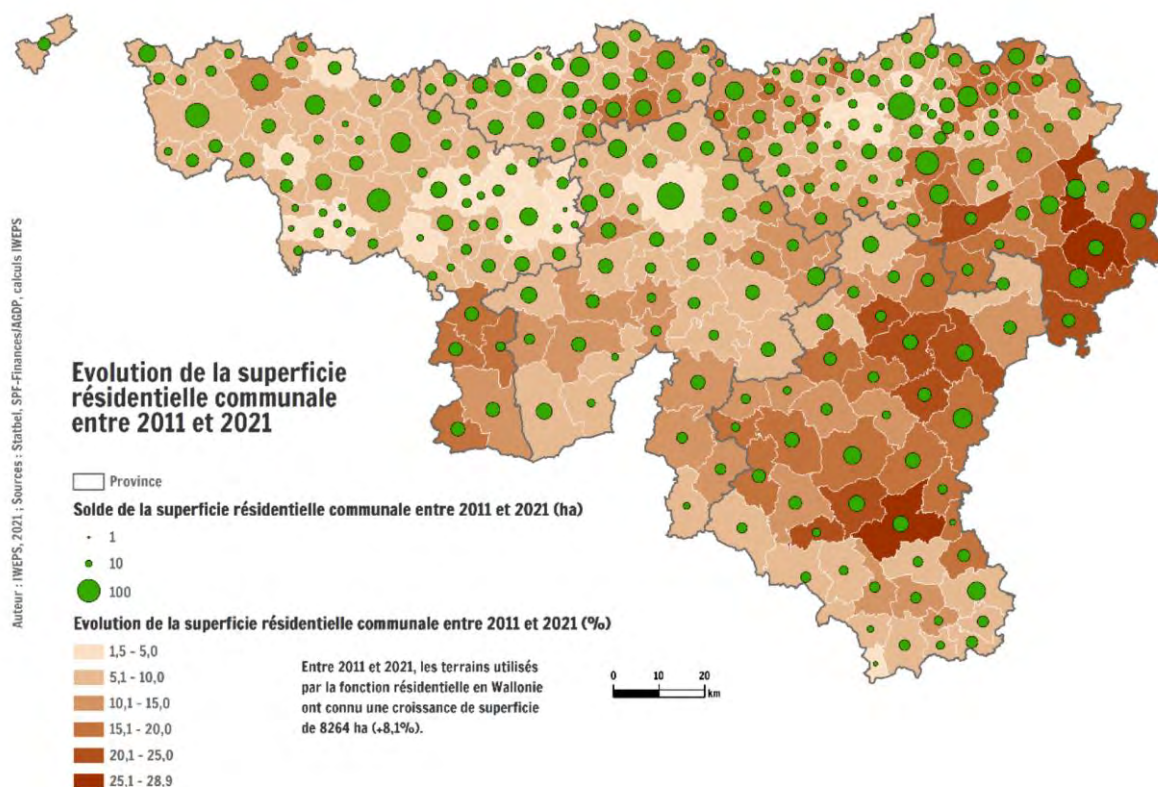 Evolution de la superficie
résidentielle communale
entre 2011 et 2021
Province
Solde de la superficie résidentielle communale entre 2011 et 2021 (ha)
1
10
100
Evolution de la superficie résidentielle communale entre 2011 et 2021 (%)
1,5 - 5,0
5,1 - 10,0
10,1 - 15,0
15,1 - 20,0
20,1 - 25,0
25,1 - 28,9
Entre 2011 et 2021, les terrains utilisés
par la fonction résidentielle en Wallonie
ont connu une croissance de superficie
de 8264 ha (+8,1%).
0 10 20
km
Auteur : IWEPS, 2021 ; Sources : Statbel, SPF-Finances/AGDP, calculs IWEPS